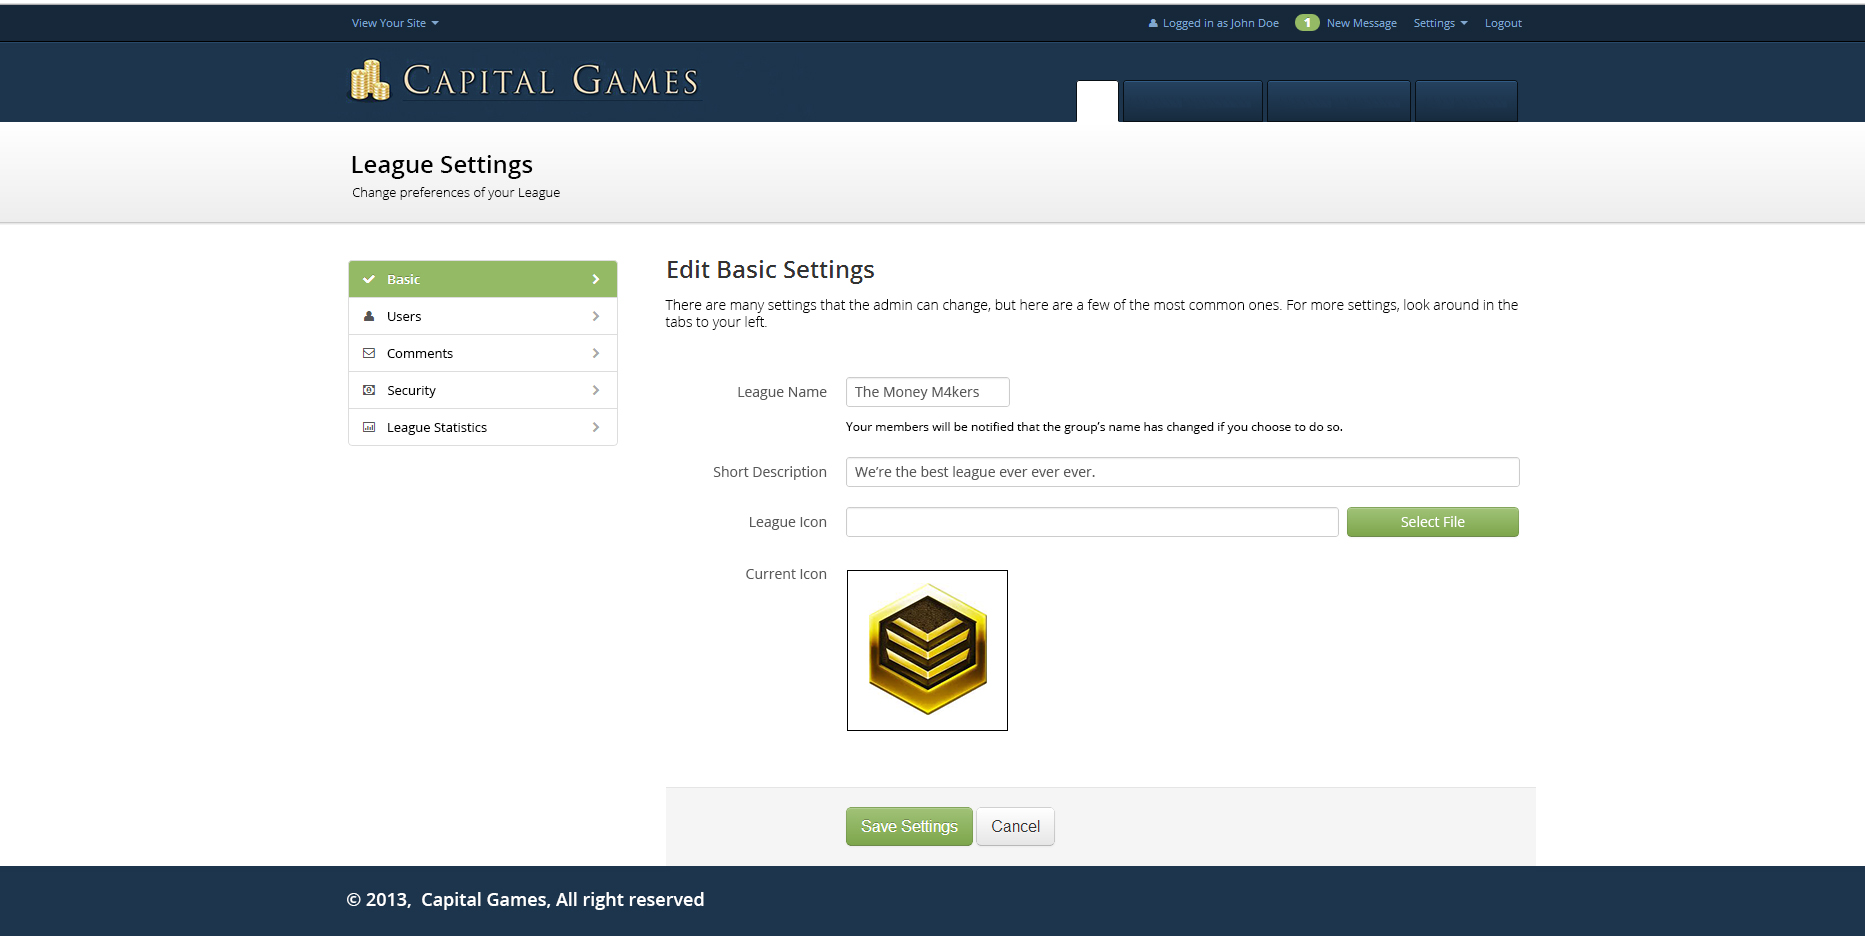 View Your Site
Logged in as John Doe
1
New Message
Settings
Logout
CAPITAL GAMES
League Settings
Change preferences of your League
Basic
Users
Comments
Security
League Statistics
Edit Basic Settings
There are many settings that the admin can change, but here are a few of the most common ones. For more settings, look around in the
tabs to your left.
League Name
The Money M4kers
Your members will be notified that the group's name has changed if you choose to do so.
Short Description
We're the best league ever ever ever.
League Icon
Select File
Current Icon
Save Settings
Cancel
© 2013, Capital Games, All right reserved